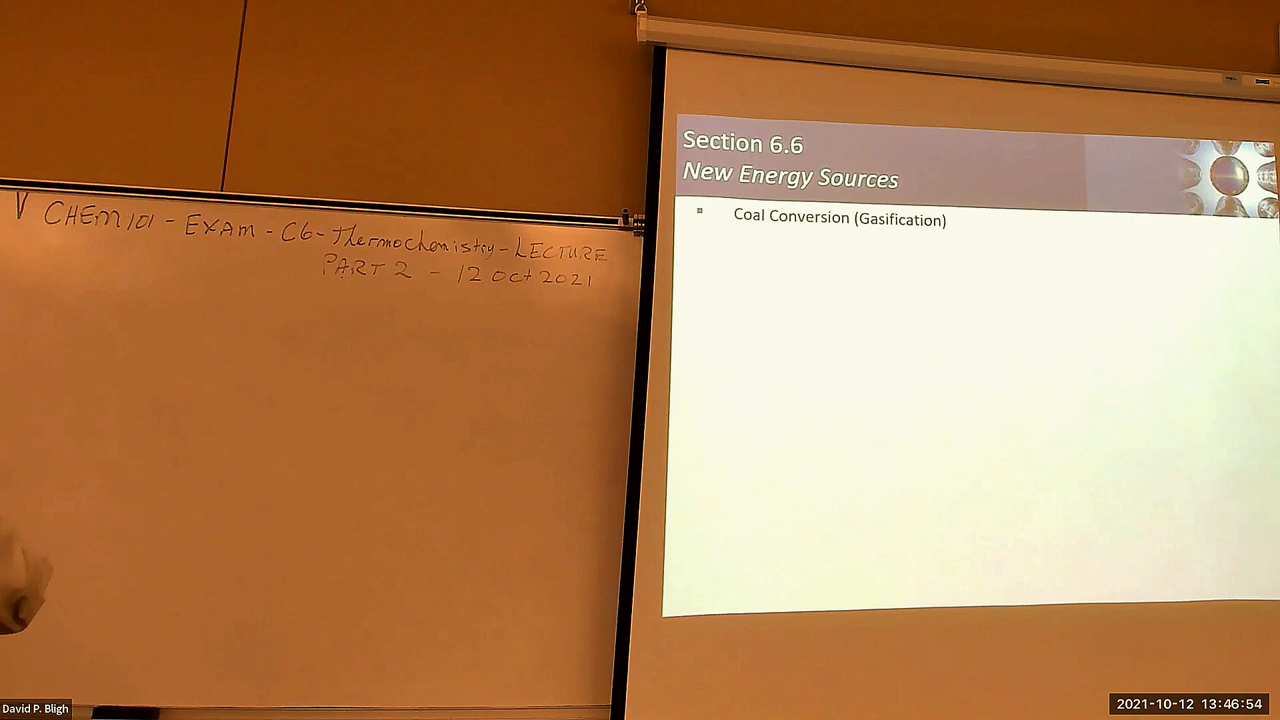 V CHEM 101 - EXAM - C6 - Thermochemistry - LECTURE
PART 2 - 12 Oct 2021
Section 6.6
New Energy Sources
Coal Conversion (Gasification)
David P. Bligh
2021-10-12 13:46:54